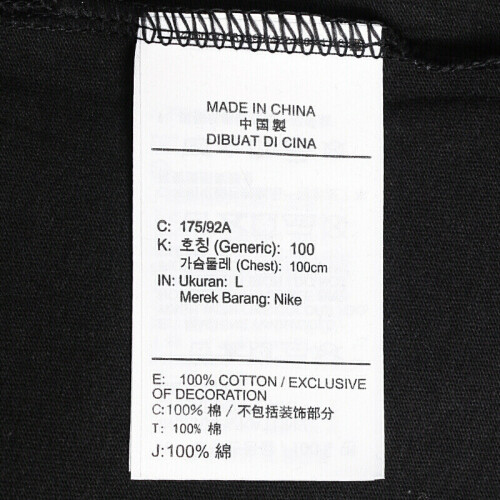 MADE IN CHINA
中国製
DIBUAT DI CINA
C: 175/92A
K: 호칭 (Generic): 100
가슴둘레 (Chest): 100cm
IN: Ukuran: L
Merek Barang: Nike
E: 100% COTTON / EXCLUSIVE
OF DECORATION
C:100% 棉 / 不包括装饰部分
T: 100% 棉
J:100% 綿